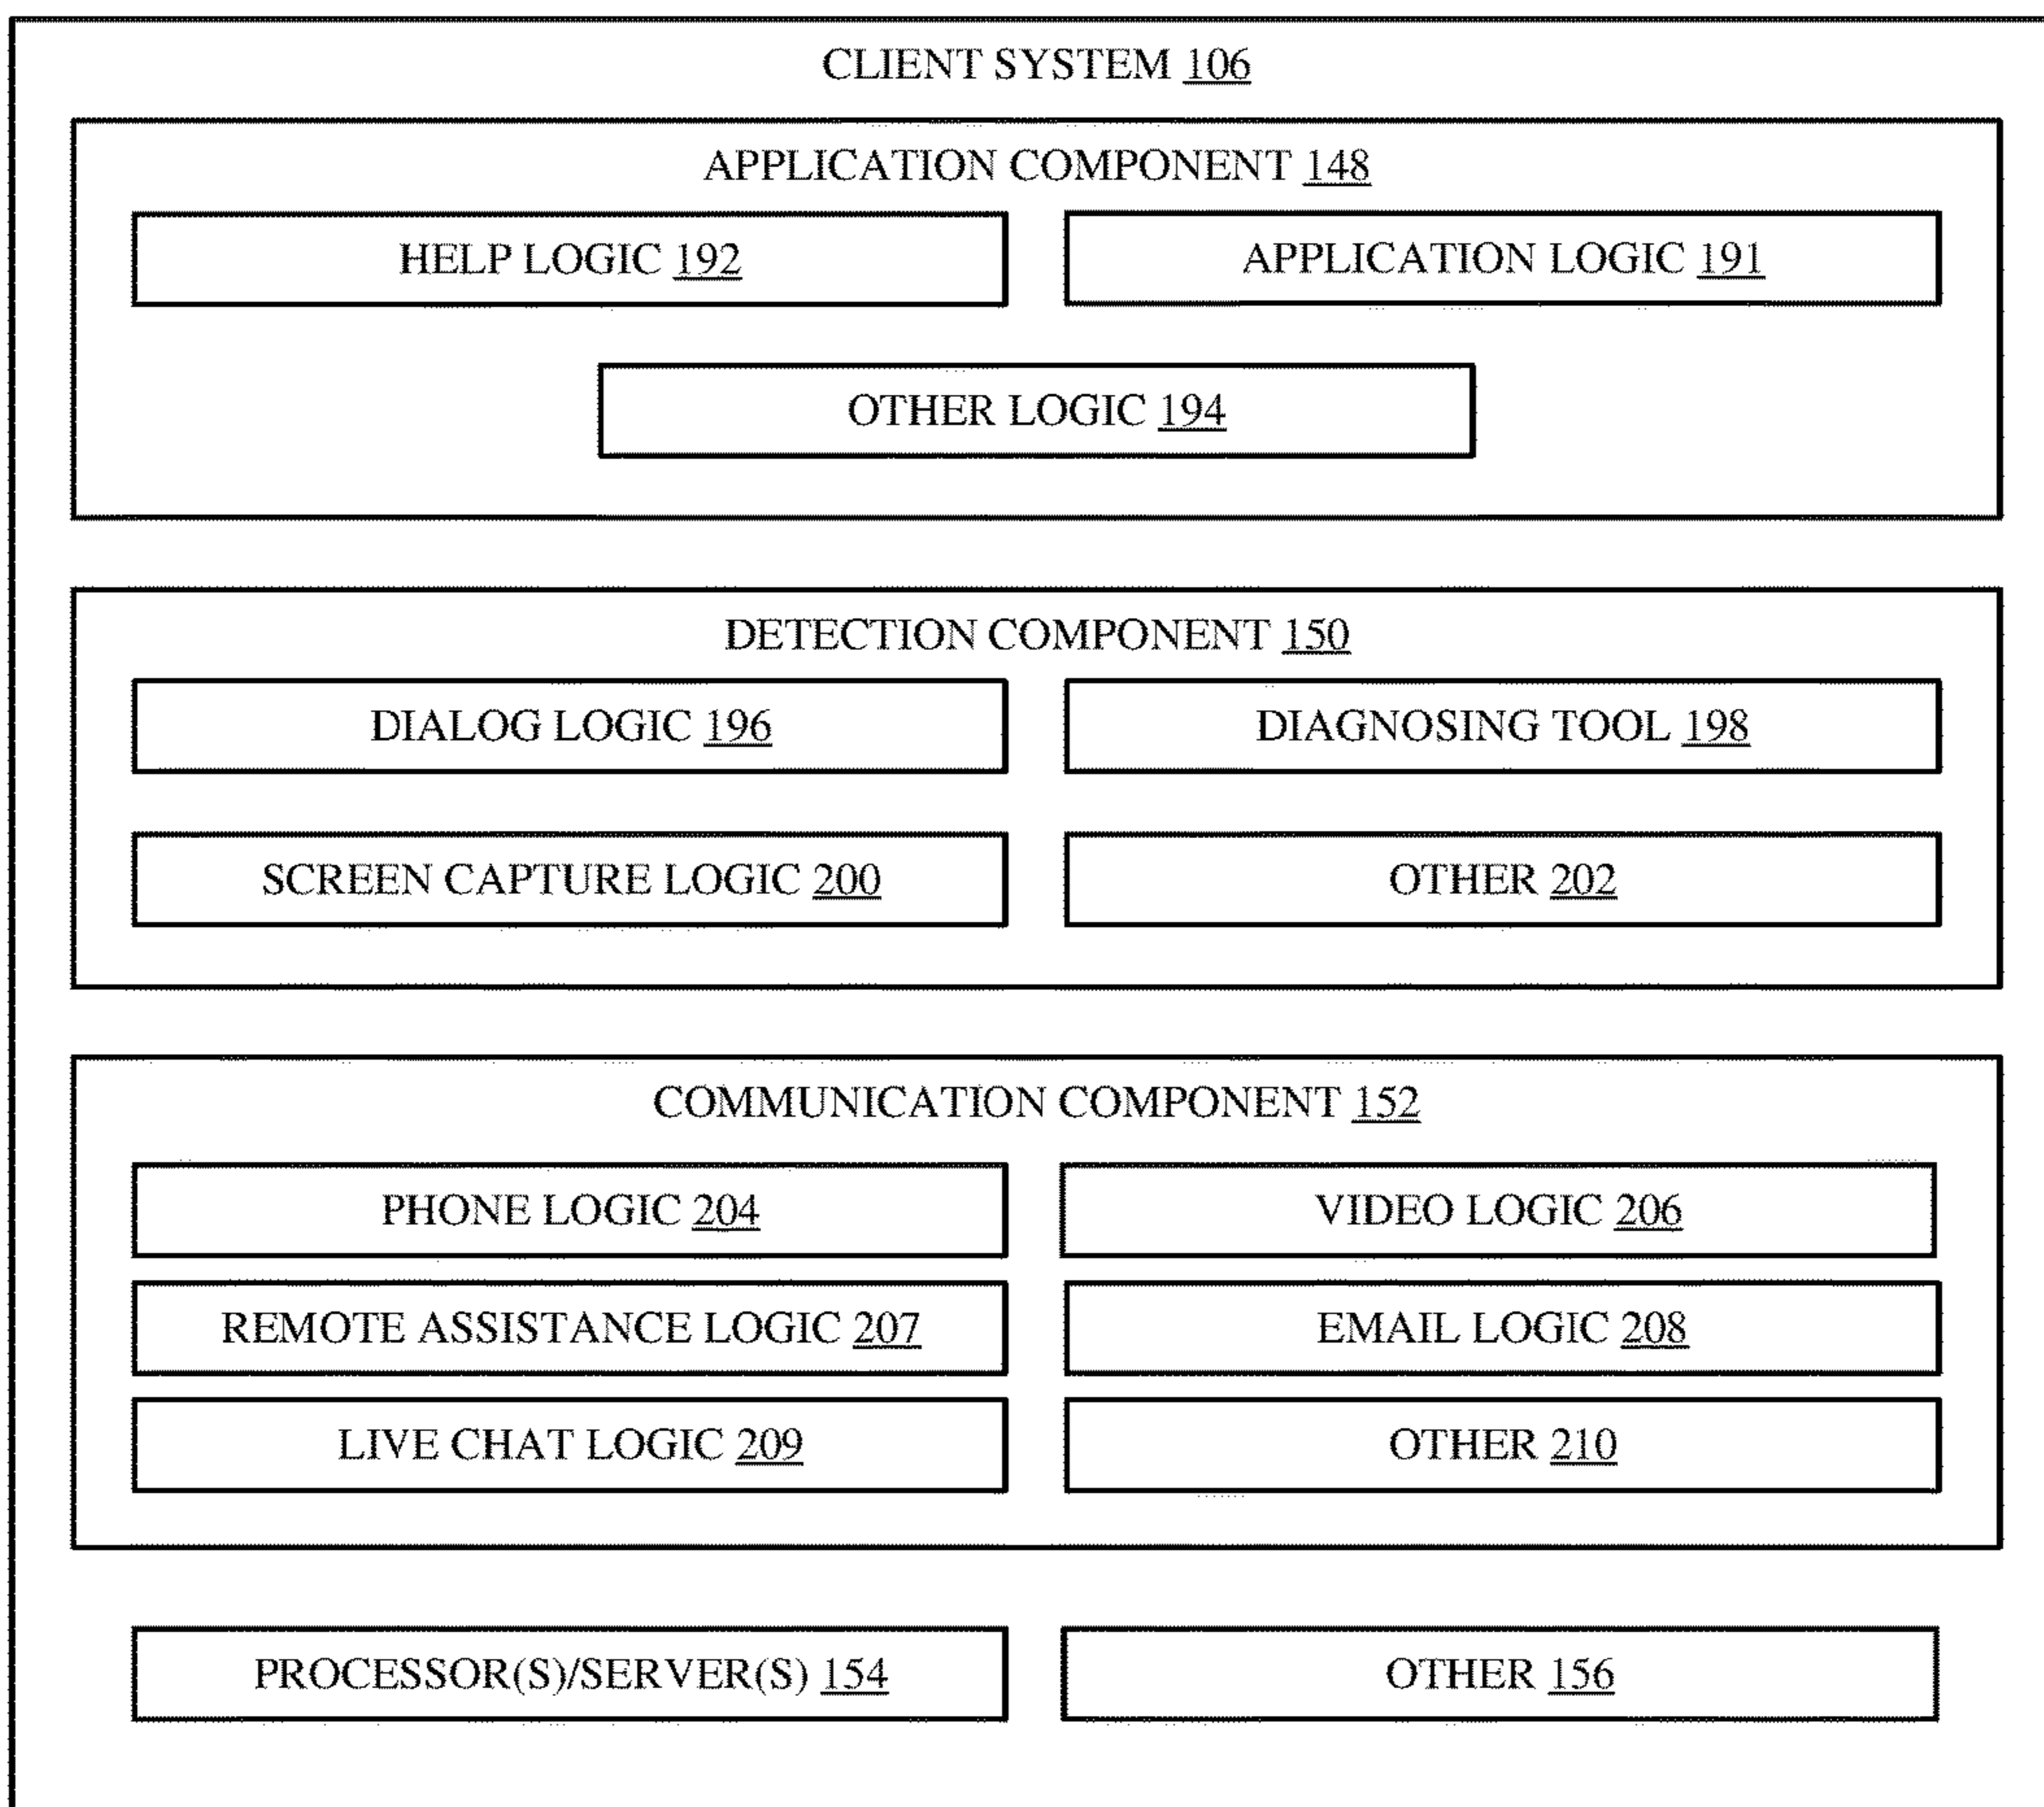 CLIENT SYSTEM 106
APPLICATION COMPONENT 148
HELP LOGIC 192
APPLICATION LOGIC 191
OTHER LOGIC 194
DETECTION COMPONENT 150
DIALOG LOGIC 196
DIAGNOSING TOOL 198
SCREEN CAPTURE LOGIC 200
OTHER 202
COMMUNICATION COMPONENT 152
PHONE LOGIC 204
VIDEO LOGIC 206
REMOTE ASSISTANCE LOGIC 207
EMAIL LOGIC 208
LIVE CHAT LOGIC 209
OTHER 210
PROCESSOR(S)/SERVER(S) 154
OTHER 156